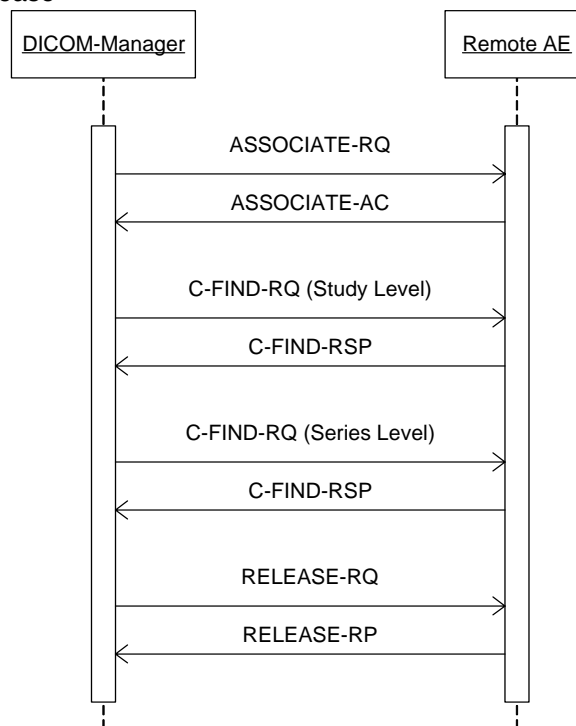 DICOM-Manager
Remote AE
ASSOCIATE-RQ
ASSOCIATE-AC
C-FIND-RQ (Study Level)
C-FIND-RSP
C-FIND-RQ (Series Level)
C-FIND-RSP
RELEASE-RQ
RELEASE-RP